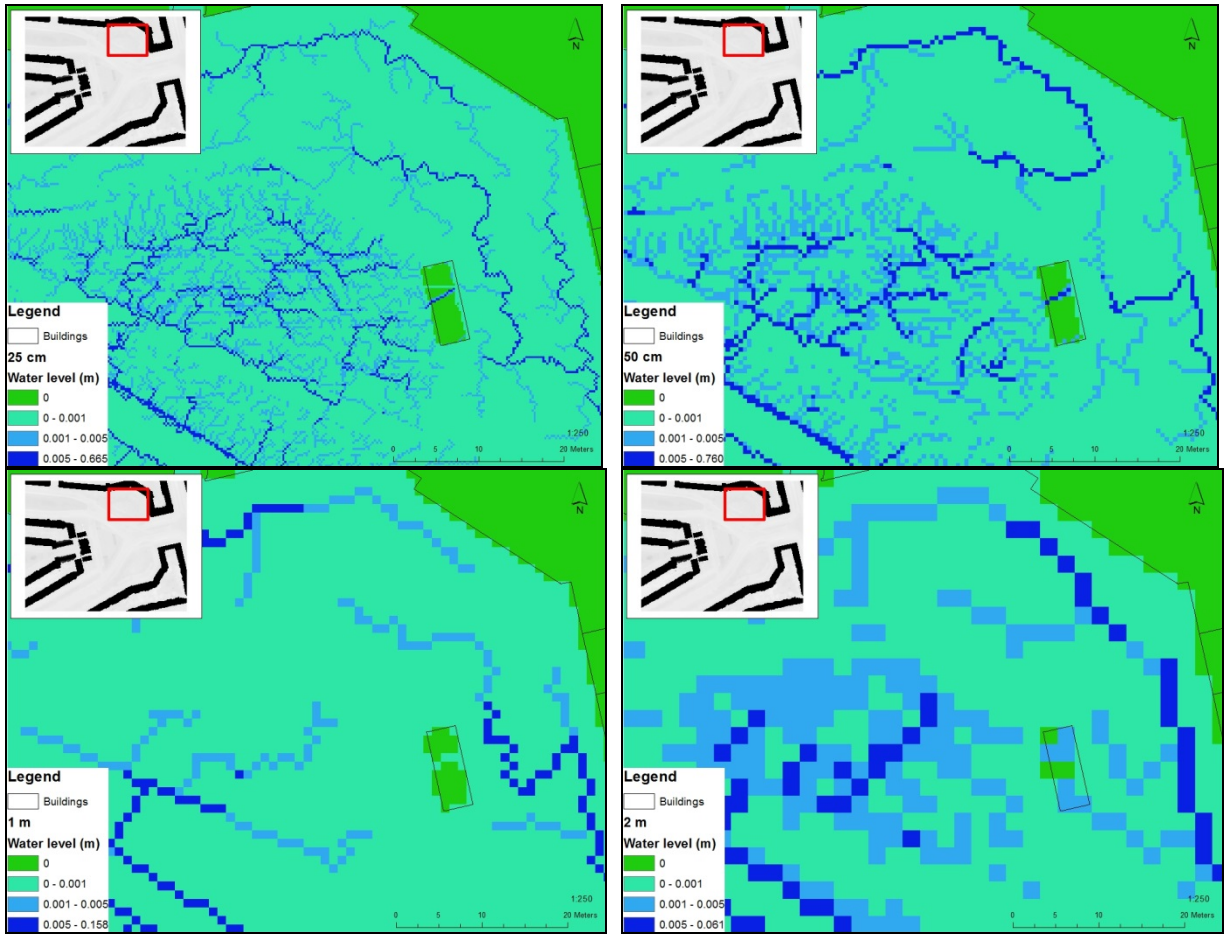 N
Legend
Buildings
25 cm
Water level (m)
0
0 - 0.001
0.001 - 0.005
0.005 - 0.665
1:250
0 5 10 20 Meters
N
Legend
Buildings
50 cm
Water level (m)
0
0 - 0.001
0.001 - 0.005
0.005 - 0.760
1:250
0 5 10 20 Meters
N
Legend
Buildings
1 m
Water level (m)
0
0 - 0.001
0.001 - 0.005
0.005 - 0.158
1:250
0 5 10 20 Meters
N
Legend
Buildings
2 m
Water level (m)
0
0 - 0.001
0.001 - 0.005
0.005 - 0.061
1:250
0 5 10 20 Meters